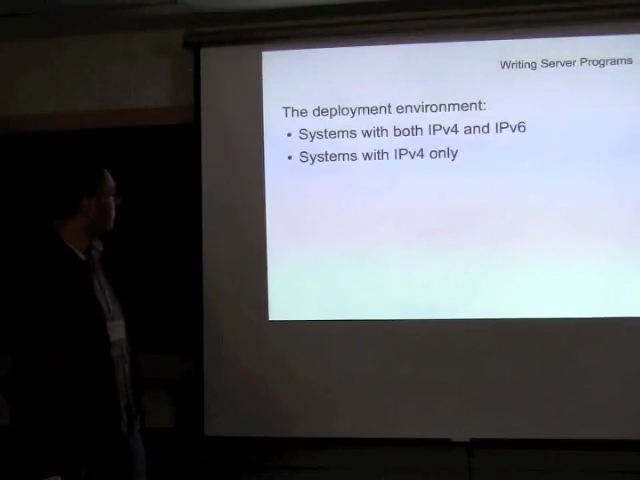 Writing Server Programs
The deployment environment:
• Systems with both IPv4 and IPv6
• Systems with IPv4 only